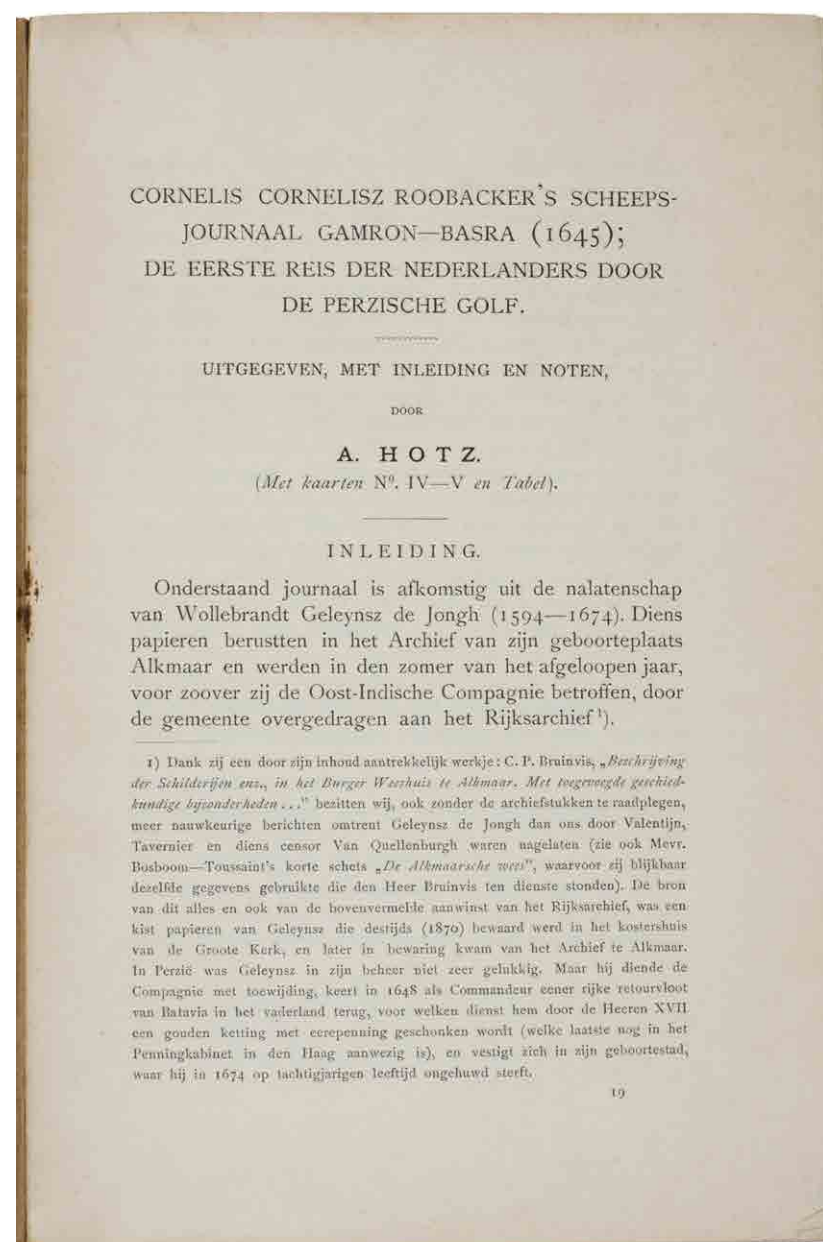 CORNELIS CORNELISZ ROOBACKER'S SCHEEPS-
JOURNAAL GAMRON—BASRA (1645);
DE EERSTE REIS DER NEDERLANDERS DOOR
DE PERZISCHE GOLF.
UITGEGEVEN, MET INLEIDING EN NOTEN,
DOOR
A. HOTZ.
(Met kaarten Nº. IV—V en Tabel).
INLEIDING.
Onderstaand journaal is afkomstig uit de nalatenschap
van Wollebrandt Geleynsz de Jongh (1594—1674). Diens
papieren berustten in het Archief van zijn geboorteplaats
Alkmaar en werden in den zomer van het afgeloopen jaar,
voor zoover zij de Oost-Indische Compagnie betroffen, door
de gemeente overgedragen aan het Rijksarchief ¹).
1) Dank zij een door zijn inhoud aantrekkelijk werkje: C. P. Bruinvis, „Beschrijving
der Schilderijen enz., in het Burger Weeshuis te Alkmaar. Met toegevoegde geschied-
kundige bijzonderheden ..." bezitten wij, ook zonder de archiefstukken te raadplegen,
meer nauwkeurige berichten omtrent Geleynsz de Jongh dan ons door Valentijn,
Tavernier en diens censor Van Quellenburgh waren nagelaten (zie ook Mevr.
Bosboom—Toussaint's korte schets „De Alkmaarsche wees", waarvoor zij blijkbaar
dezelfde gegevens gebruikte die den Heer Bruinvis ten dienste stonden). De bron
van dit alles en ook van de bovenvermelde aanwinst van het Rijksarchief, was een
kist papieren van Geleynsz die destijds (1870) bewaard werd in het kostershuis
van de Groote Kerk, en later in bewaring kwam van het Archief te Alkmaar.
In Perzië was Geleynsz in zijn beheer niet zeer gelukkig. Maar hij diende de
Compagnie met toewijding, keert in 1648 als Commandeur eener rijke retourvloot
van Batavia in het vaderland terug, voor welken dienst hem door de Heeren XVII
een gouden ketting met eerepenning geschonken wordt (welke laatste nog in het
Penningkabinet in den Haag aanwezig is), en vestigt zich in zijn geboortestad,
waar hij in 1674 op tachtigjarigen leeftijd ongehuwd sterft.
19